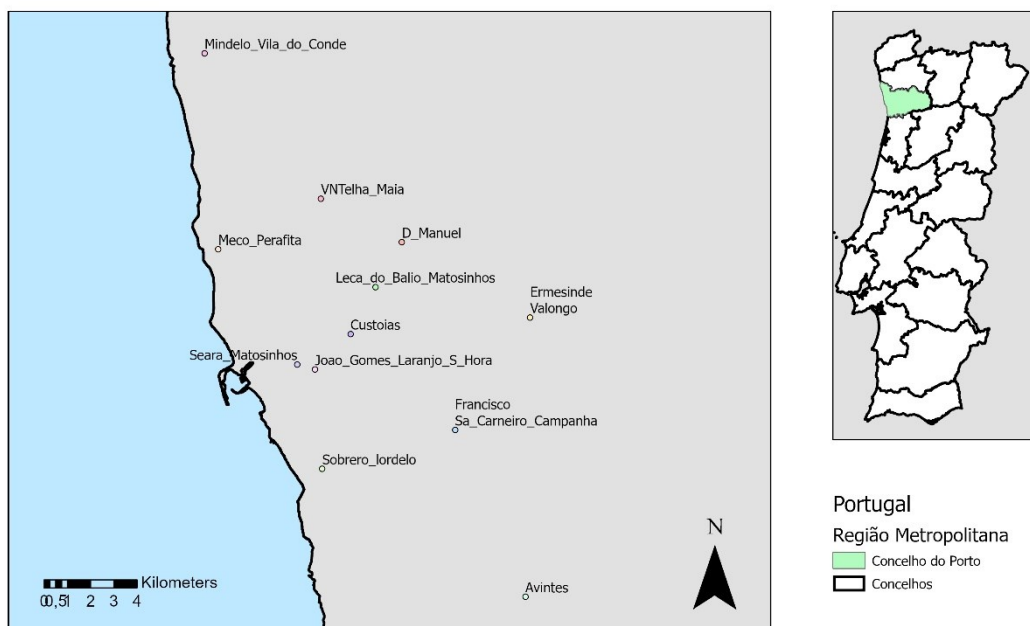 Mindelo_Vila_do_Conde
VNTelha_Maia
D_Manuel
Meco_Perafita
Leca_do_Balio_Matosinhos
Ermesinde
Valongo
Custoias
Seara_Matosinhos
Joao_Gomes_Laranjo_S_Hora
Francisco
Sa_Carneiro_Campanha
Sobrero_lordelo
N
Kilometers
0 0,5 1 2 3 4
Avintes
Portugal
Região Metropolitana
Concelho do Porto
Concelhos